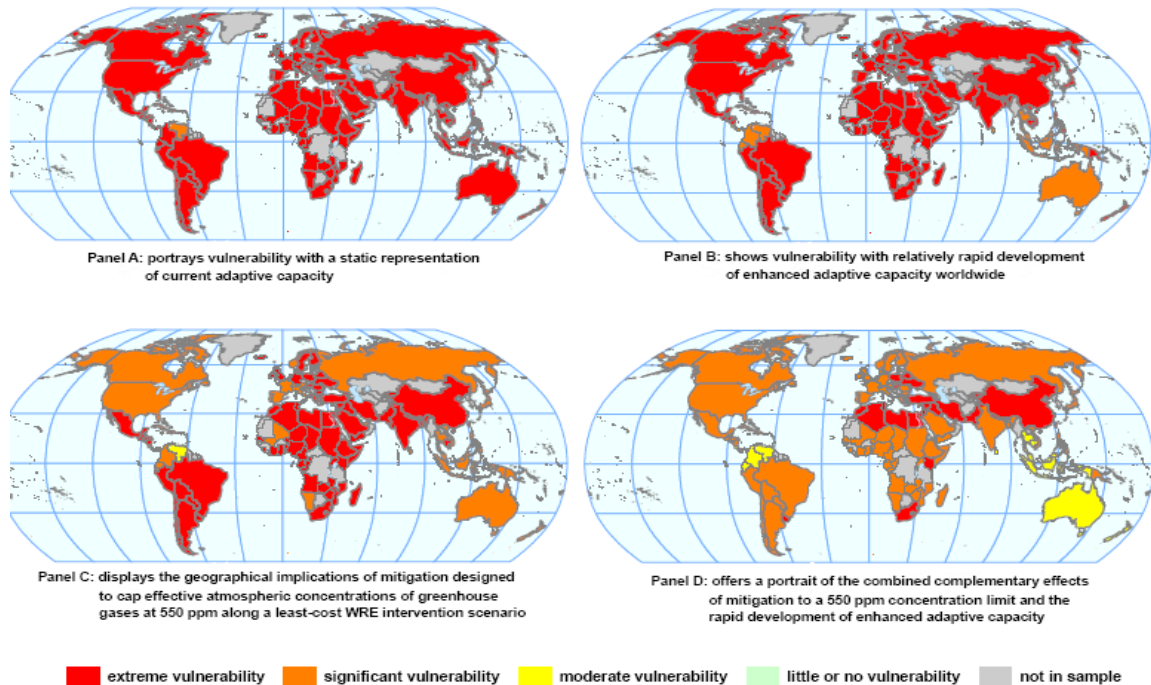 Panel A: portrays vulnerability with a static representation
of current adaptive capacity
Panel B: shows vulnerability with relatively rapid development
of enhanced adaptive capacity worldwide
Panel C: displays the geographical implications of mitigation designed
to cap effective atmospheric concentrations of greenhouse
gases at 550 ppm along a least-cost WRE intervention scenario
Panel D: offers a portrait of the combined complementary effects
of mitigation to a 550 ppm concentration limit and the
rapid development of enhanced adaptive capacity
extreme vulnerability
significant vulnerability
moderate vulnerability
little or no vulnerability
not in sample